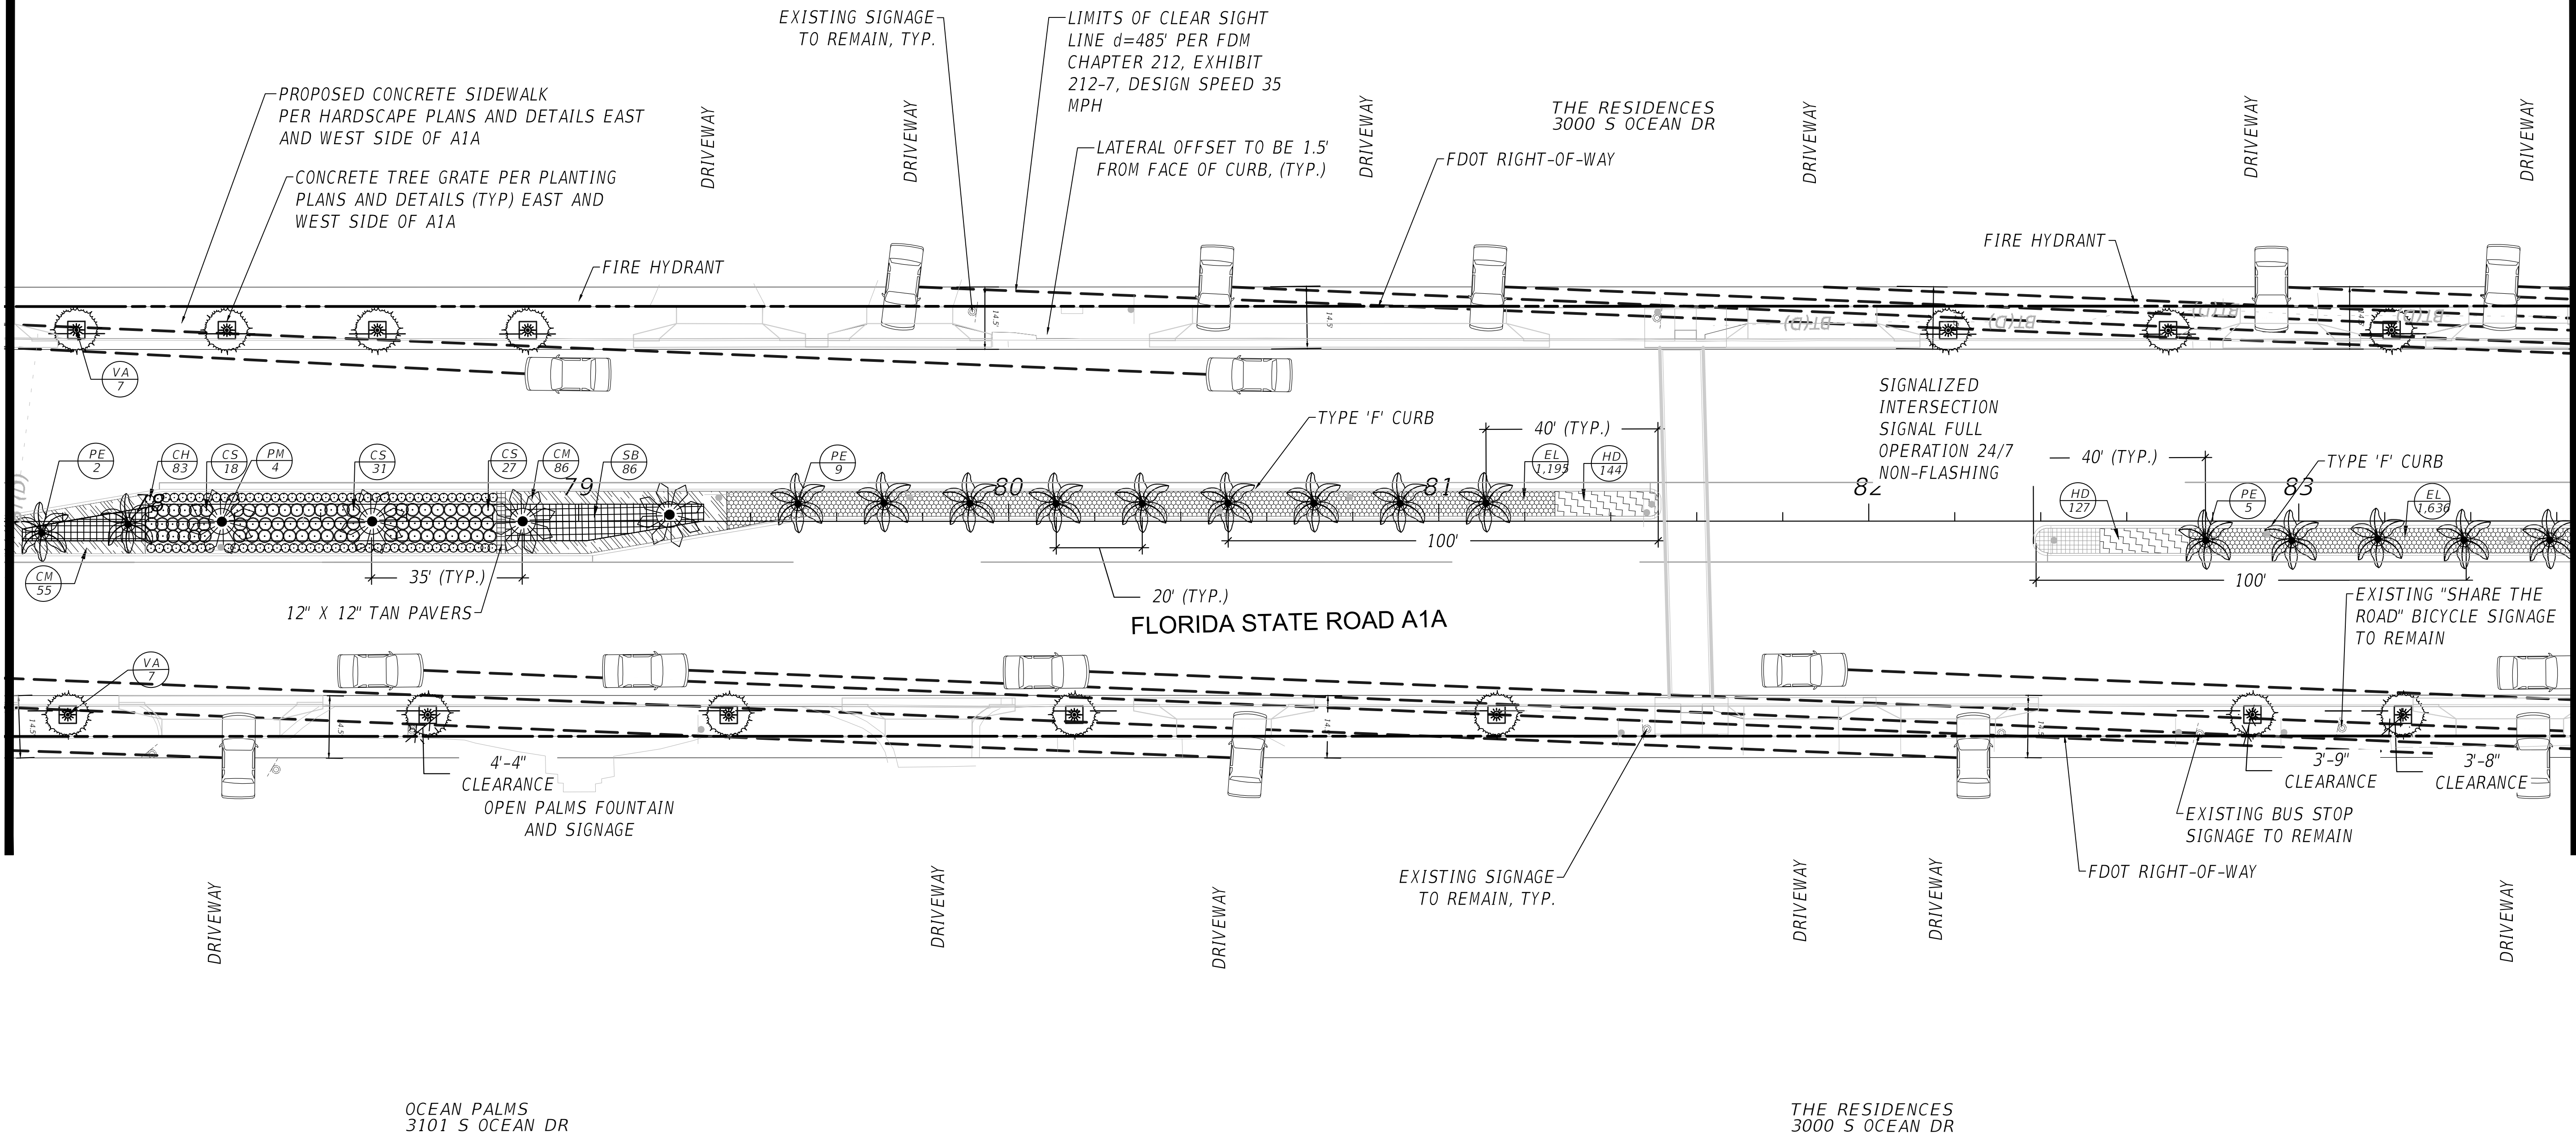 EXISTING SIGNAGE
TO REMAIN, TYP.
LIMITS OF CLEAR SIGHT
LINE d=485' PER FDM
CHAPTER 212, EXHIBIT
212-7, DESIGN SPEED 35
MPH
PROPOSED CONCRETE SIDEWALK
PER HARDSCAPE PLANS AND DETAILS EAST
AND WEST SIDE OF A1A
CONCRETE TREE GRATE PER PLANTING
PLANS AND DETAILS (TYP) EAST AND
WEST SIDE OF A1A
DRIVEWAY
DRIVEWAY
LATERAL OFFSET TO BE 1.5'
FROM FACE OF CURB, (TYP.)
DRIVEWAY
FDOT RIGHT-OF-WAY
THE RESIDENCES
3000 S OCEAN DR
DRIVEWAY
DRIVEWAY
DRIVEWAY
FIRE HYDRANT
FIRE HYDRANT
14.5'
14.5'
BT(D)
BT(D)
BT(D)
BT(D)
VA
7
SIGNALIZED
INTERSECTION
SIGNAL FULL
OPERATION 24/7
NON-FLASHING
TYPE 'F' CURB
40' (TYP.)
40' (TYP.)
TYPE 'F' CURB
PE
2
CH
83
CS
18
PM
4
CS
31
CS
27
CM
86
SB
86
PE
9
EL
1,195
HD
144
HD
127
PE
5
EL
1,636
78
79
80
81
82
83
CM
55
35' (TYP.)
12" X 12" TAN PAVERS
20' (TYP.)
100'
100'
FLORIDA STATE ROAD A1A
EXISTING "SHARE THE
ROAD" BICYCLE SIGNAGE
TO REMAIN
VA
7
14.5'
4'-4"
CLEARANCE
OPEN PALMS FOUNTAIN
AND SIGNAGE
3'-9"
CLEARANCE
3'-8"
CLEARANCE
EXISTING BUS STOP
SIGNAGE TO REMAIN
EXISTING SIGNAGE
TO REMAIN, TYP.
FDOT RIGHT-OF-WAY
DRIVEWAY
DRIVEWAY
DRIVEWAY
DRIVEWAY
DRIVEWAY
DRIVEWAY
OCEAN PALMS
3101 S OCEAN DR
THE RESIDENCES
3000 S OCEAN DR